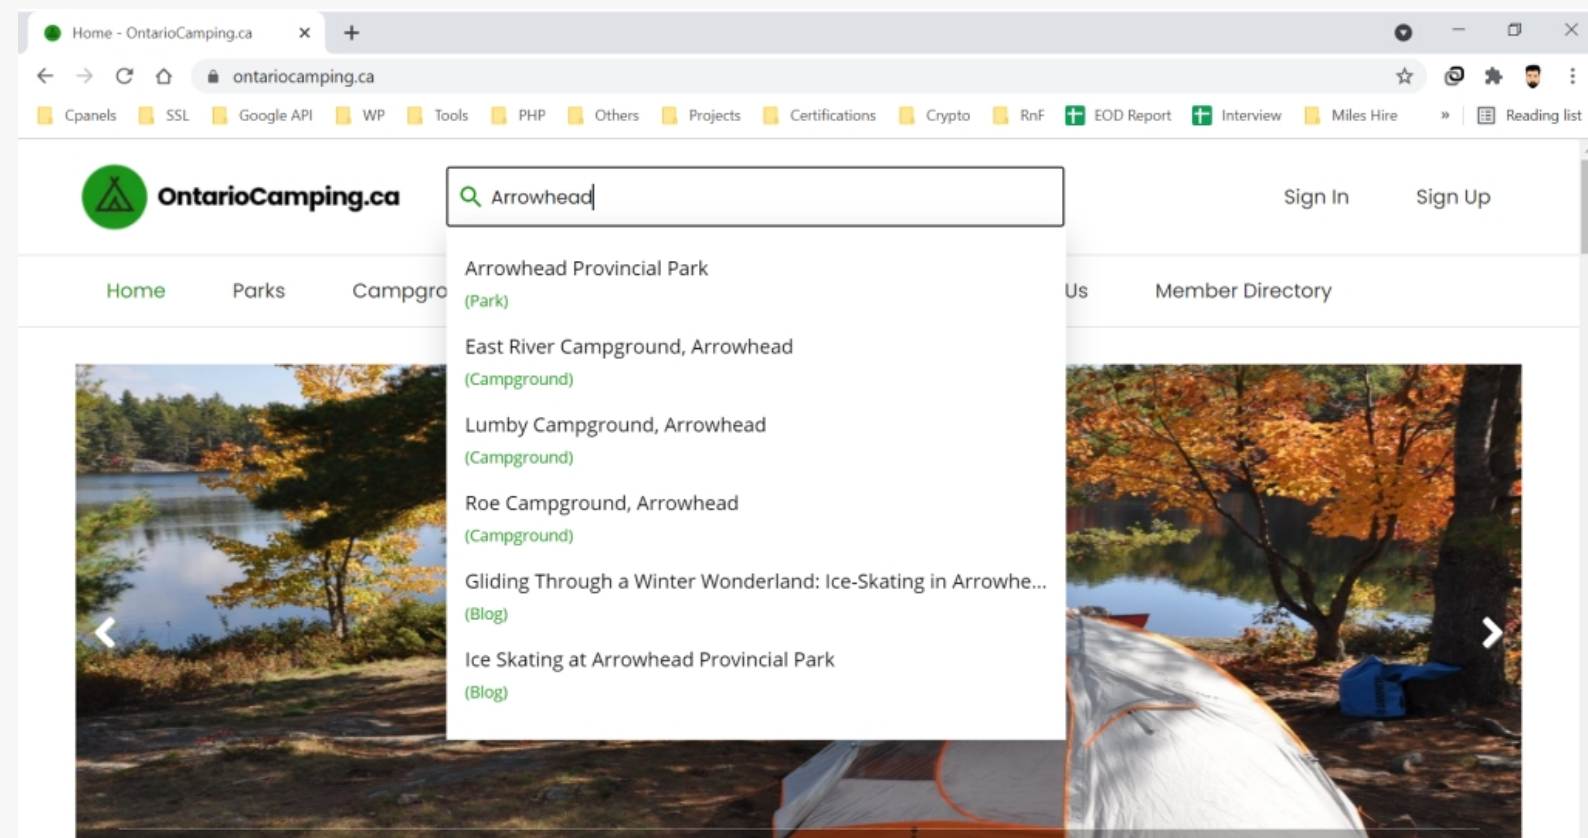 Home - OntarioCamping.ca
ontariocamping.ca
Cpanels SSL Google API WP Tools PHP Others Projects Certifications Crypto RnF EOD Report Interview Miles Hire » Reading list
OntarioCamping.ca Arrowhead Sign In Sign Up
Home Parks Campgro Us Member Directory
Arrowhead Provincial Park
(Park)
East River Campground, Arrowhead
(Campground)
Lumby Campground, Arrowhead
(Campground)
Roe Campground, Arrowhead
(Campground)
Gliding Through a Winter Wonderland: Ice-Skating in Arrowhe...
(Blog)
Ice Skating at Arrowhead Provincial Park
(Blog)